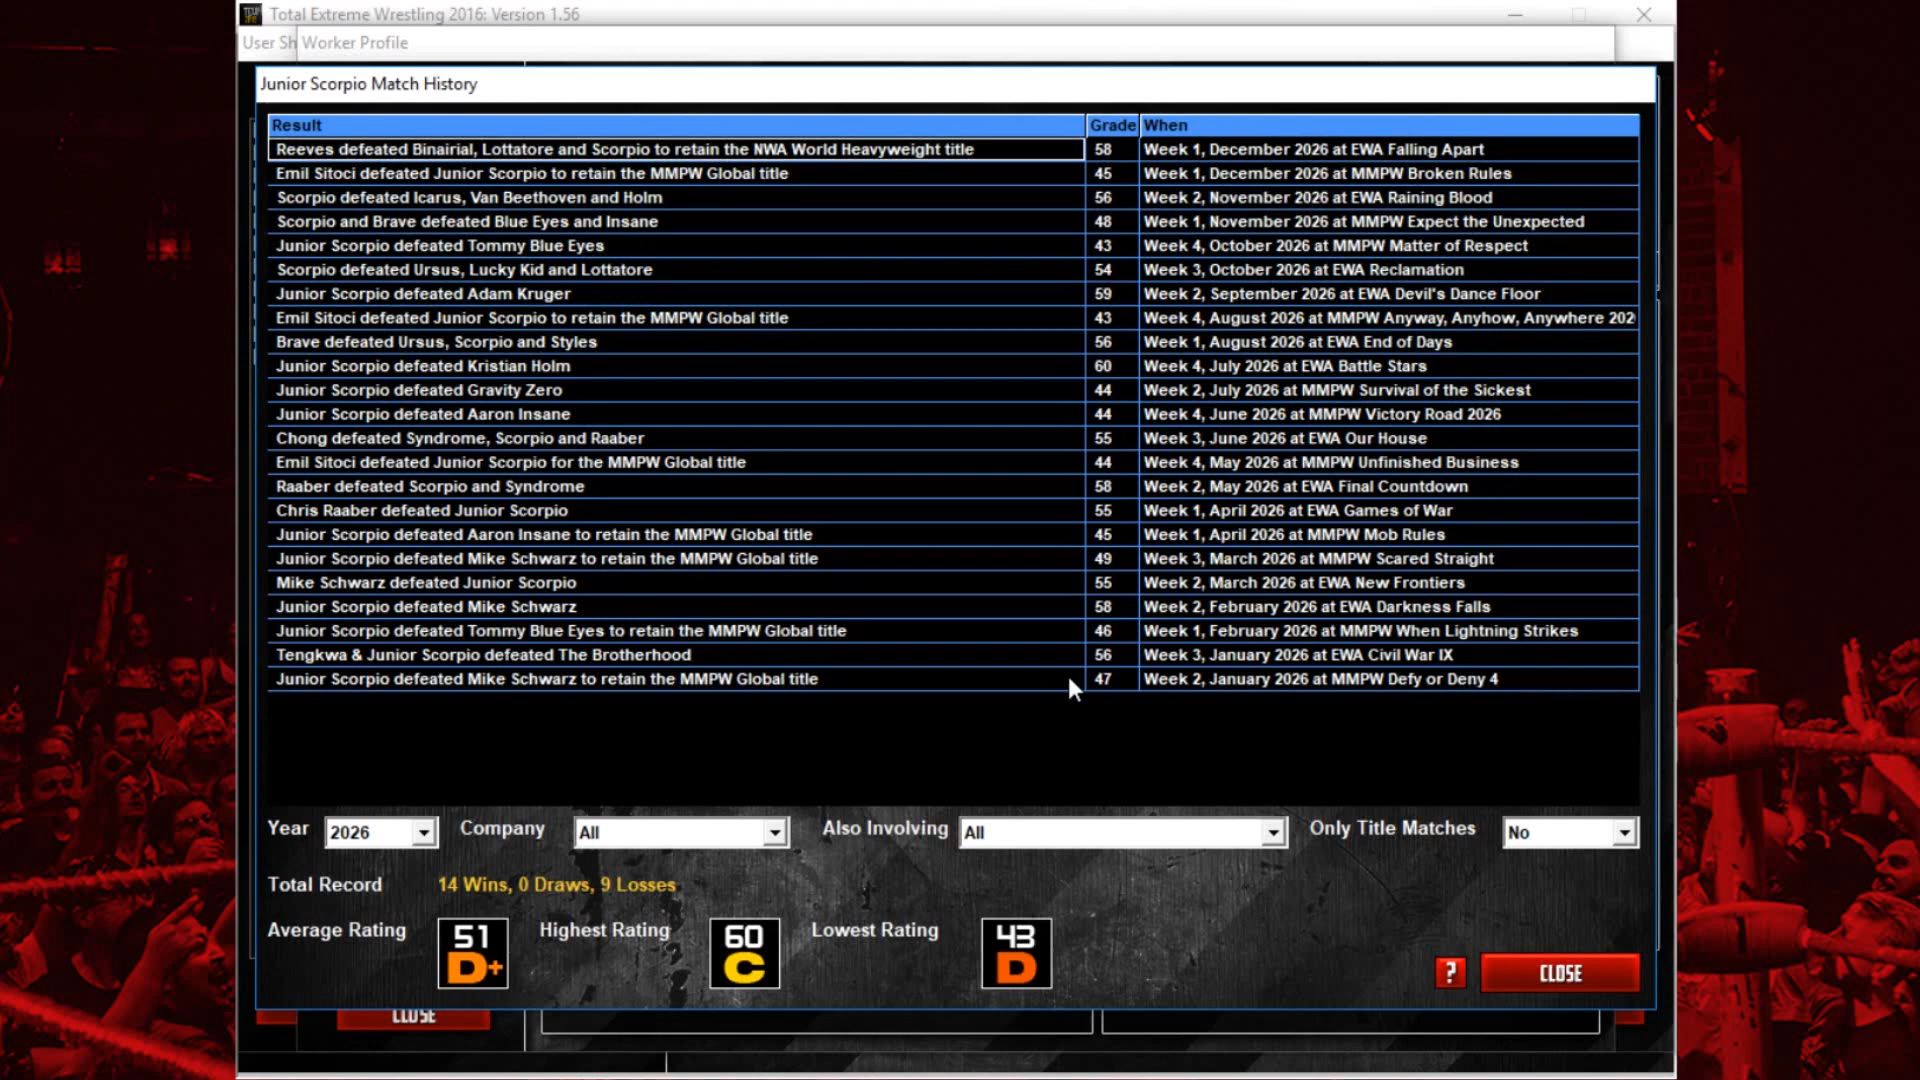 Total Extreme Wrestling 2016: Version 1.56
User Sh Worker Profile
Junior Scorpio Match History
Result Grade When
Reeves defeated Binairial, Lottatore and Scorpio to retain the NWA World Heavyweight title 58 Week 1, December 2026 at EWA Falling Apart
Emil Sitoci defeated Junior Scorpio to retain the MMPW Global title 45 Week 1, December 2026 at MMPW Broken Rules
Scorpio defeated Icarus, Van Beethoven and Holm 56 Week 2, November 2026 at EWA Raining Blood
Scorpio and Brave defeated Blue Eyes and Insane 48 Week 1, November 2026 at MMPW Expect the Unexpected
Junior Scorpio defeated Tommy Blue Eyes 43 Week 4, October 2026 at MMPW Matter of Respect
Scorpio defeated Ursus, Lucky Kid and Lottatore 54 Week 3, October 2026 at EWA Reclamation
Junior Scorpio defeated Adam Kruger 59 Week 2, September 2026 at EWA Devil's Dance Floor
Emil Sitoci defeated Junior Scorpio to retain the MMPW Global title 43 Week 4, August 2026 at MMPW Anyway, Anyhow, Anywhere 202
Brave defeated Ursus, Scorpio and Styles 56 Week 1, August 2026 at EWA End of Days
Junior Scorpio defeated Kristian Holm 60 Week 4, July 2026 at EWA Battle Stars
Junior Scorpio defeated Gravity Zero 44 Week 2, July 2026 at MMPW Survival of the Sickest
Junior Scorpio defeated Aaron Insane 44 Week 4, June 2026 at MMPW Victory Road 2026
Chong defeated Syndrome, Scorpio and Raaber 55 Week 3, June 2026 at EWA Our House
Emil Sitoci defeated Junior Scorpio for the MMPW Global title 44 Week 4, May 2026 at MMPW Unfinished Business
Raaber defeated Scorpio and Syndrome 58 Week 2, May 2026 at EWA Final Countdown
Chris Raaber defeated Junior Scorpio 55 Week 1, April 2026 at EWA Games of War
Junior Scorpio defeated Aaron Insane to retain the MMPW Global title 45 Week 1, April 2026 at MMPW Mob Rules
Junior Scorpio defeated Mike Schwarz to retain the MMPW Global title 49 Week 3, March 2026 at MMPW Scared Straight
Mike Schwarz defeated Junior Scorpio 55 Week 2, March 2026 at EWA New Frontiers
Junior Scorpio defeated Mike Schwarz 58 Week 2, February 2026 at EWA Darkness Falls
Junior Scorpio defeated Tommy Blue Eyes to retain the MMPW Global title 46 Week 1, February 2026 at MMPW When Lightning Strikes
Tengkwa & Junior Scorpio defeated The Brotherhood 56 Week 3, January 2026 at EWA Civil War IX
Junior Scorpio defeated Mike Schwarz to retain the MMPW Global title 47 Week 2, January 2026 at MMPW Defy or Deny 4
Year 2026 Company All Also Involving All Only Title Matches No
Total Record 14 Wins, 0 Draws, 9 Losses
Average Rating 51 D+ Highest Rating 60 C Lowest Rating 43 D
? CLOSE
CLOSE